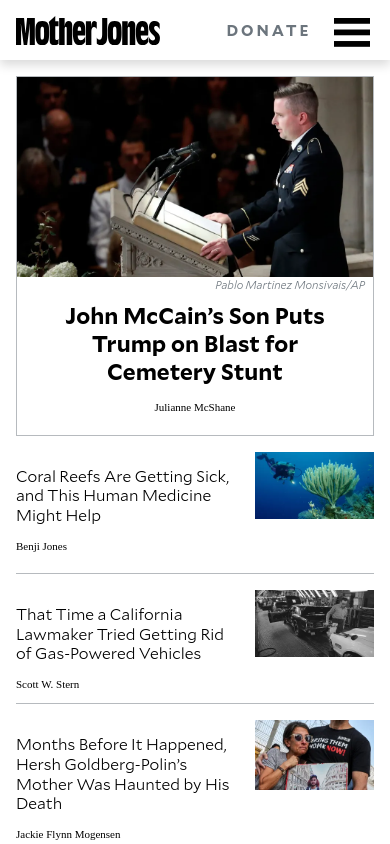 Mother Jones
DONATE
Pablo Martinez Monsivais/AP
John McCain’s Son Puts
Trump on Blast for
Cemetery Stunt
Julianne McShane
Coral Reefs Are Getting Sick,
and This Human Medicine
Might Help
Benji Jones
That Time a California
Lawmaker Tried Getting Rid
of Gas-Powered Vehicles
Scott W. Stern
Months Before It Happened,
Hersh Goldberg-Polin’s
Mother Was Haunted by His
Death
Jackie Flynn Mogensen
THEM
HOME
NOW!